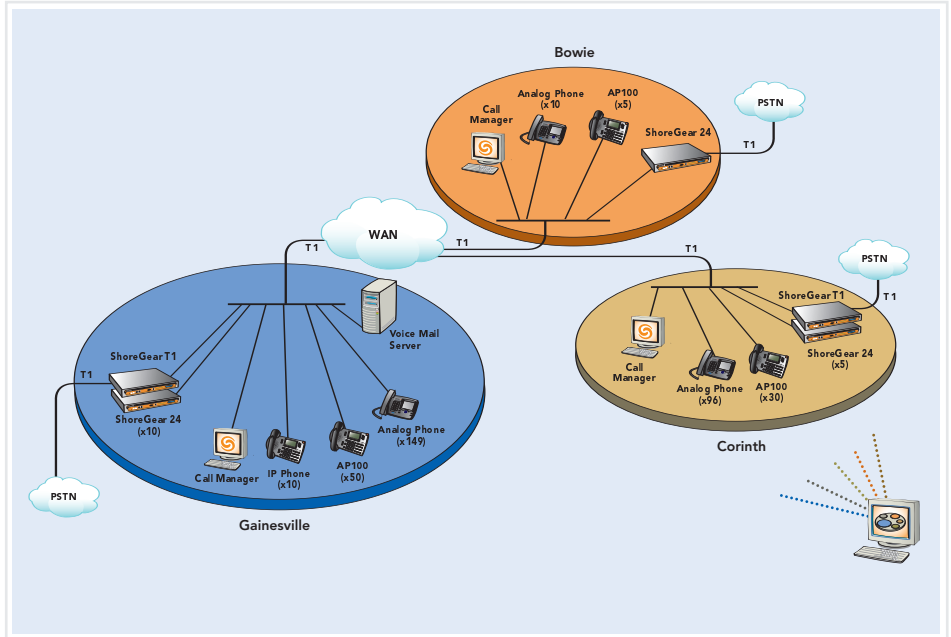 Bowie
Analog Phone
(x10
AP100
(x5)
Call
Manager
ShoreGear 24
PSTN
T1
WAN
T1
T1
T1
PSTN
ShoreGear T1
T1
ShoreGear 24
(x5)
Call
Manager
Analog Phone
(x96)
AP100
(x30)
Corinth
Voice Mail
Server
ShoreGear T1
T1
ShoreGear 24
(x10)
Analog Phone
(x149)
Call Manager
IP Phone
(x10)
AP100
(x50)
PSTN
Gainesville